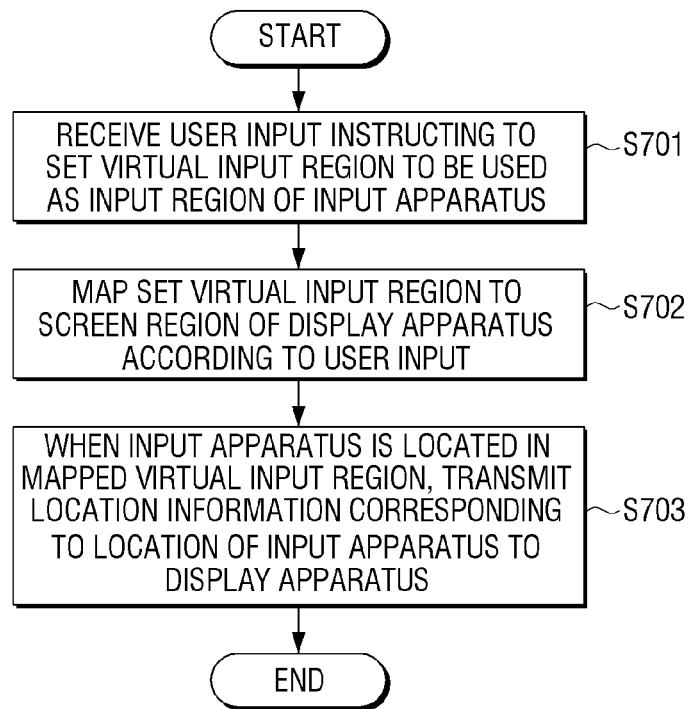 START
RECEIVE USER INPUT INSTRUCTING TO
SET VIRTUAL INPUT REGION TO BE USED
AS INPUT REGION OF INPUT APPARATUS
S701
MAP SET VIRTUAL INPUT REGION TO
SCREEN REGION OF DISPLAY APPARATUS
ACCORDING TO USER INPUT
S702
WHEN INPUT APPARATUS IS LOCATED IN
MAPPED VIRTUAL INPUT REGION, TRANSMIT
LOCATION INFORMATION CORRESPONDING
TO LOCATION OF INPUT APPARATUS TO
DISPLAY APPARATUS
S703
END